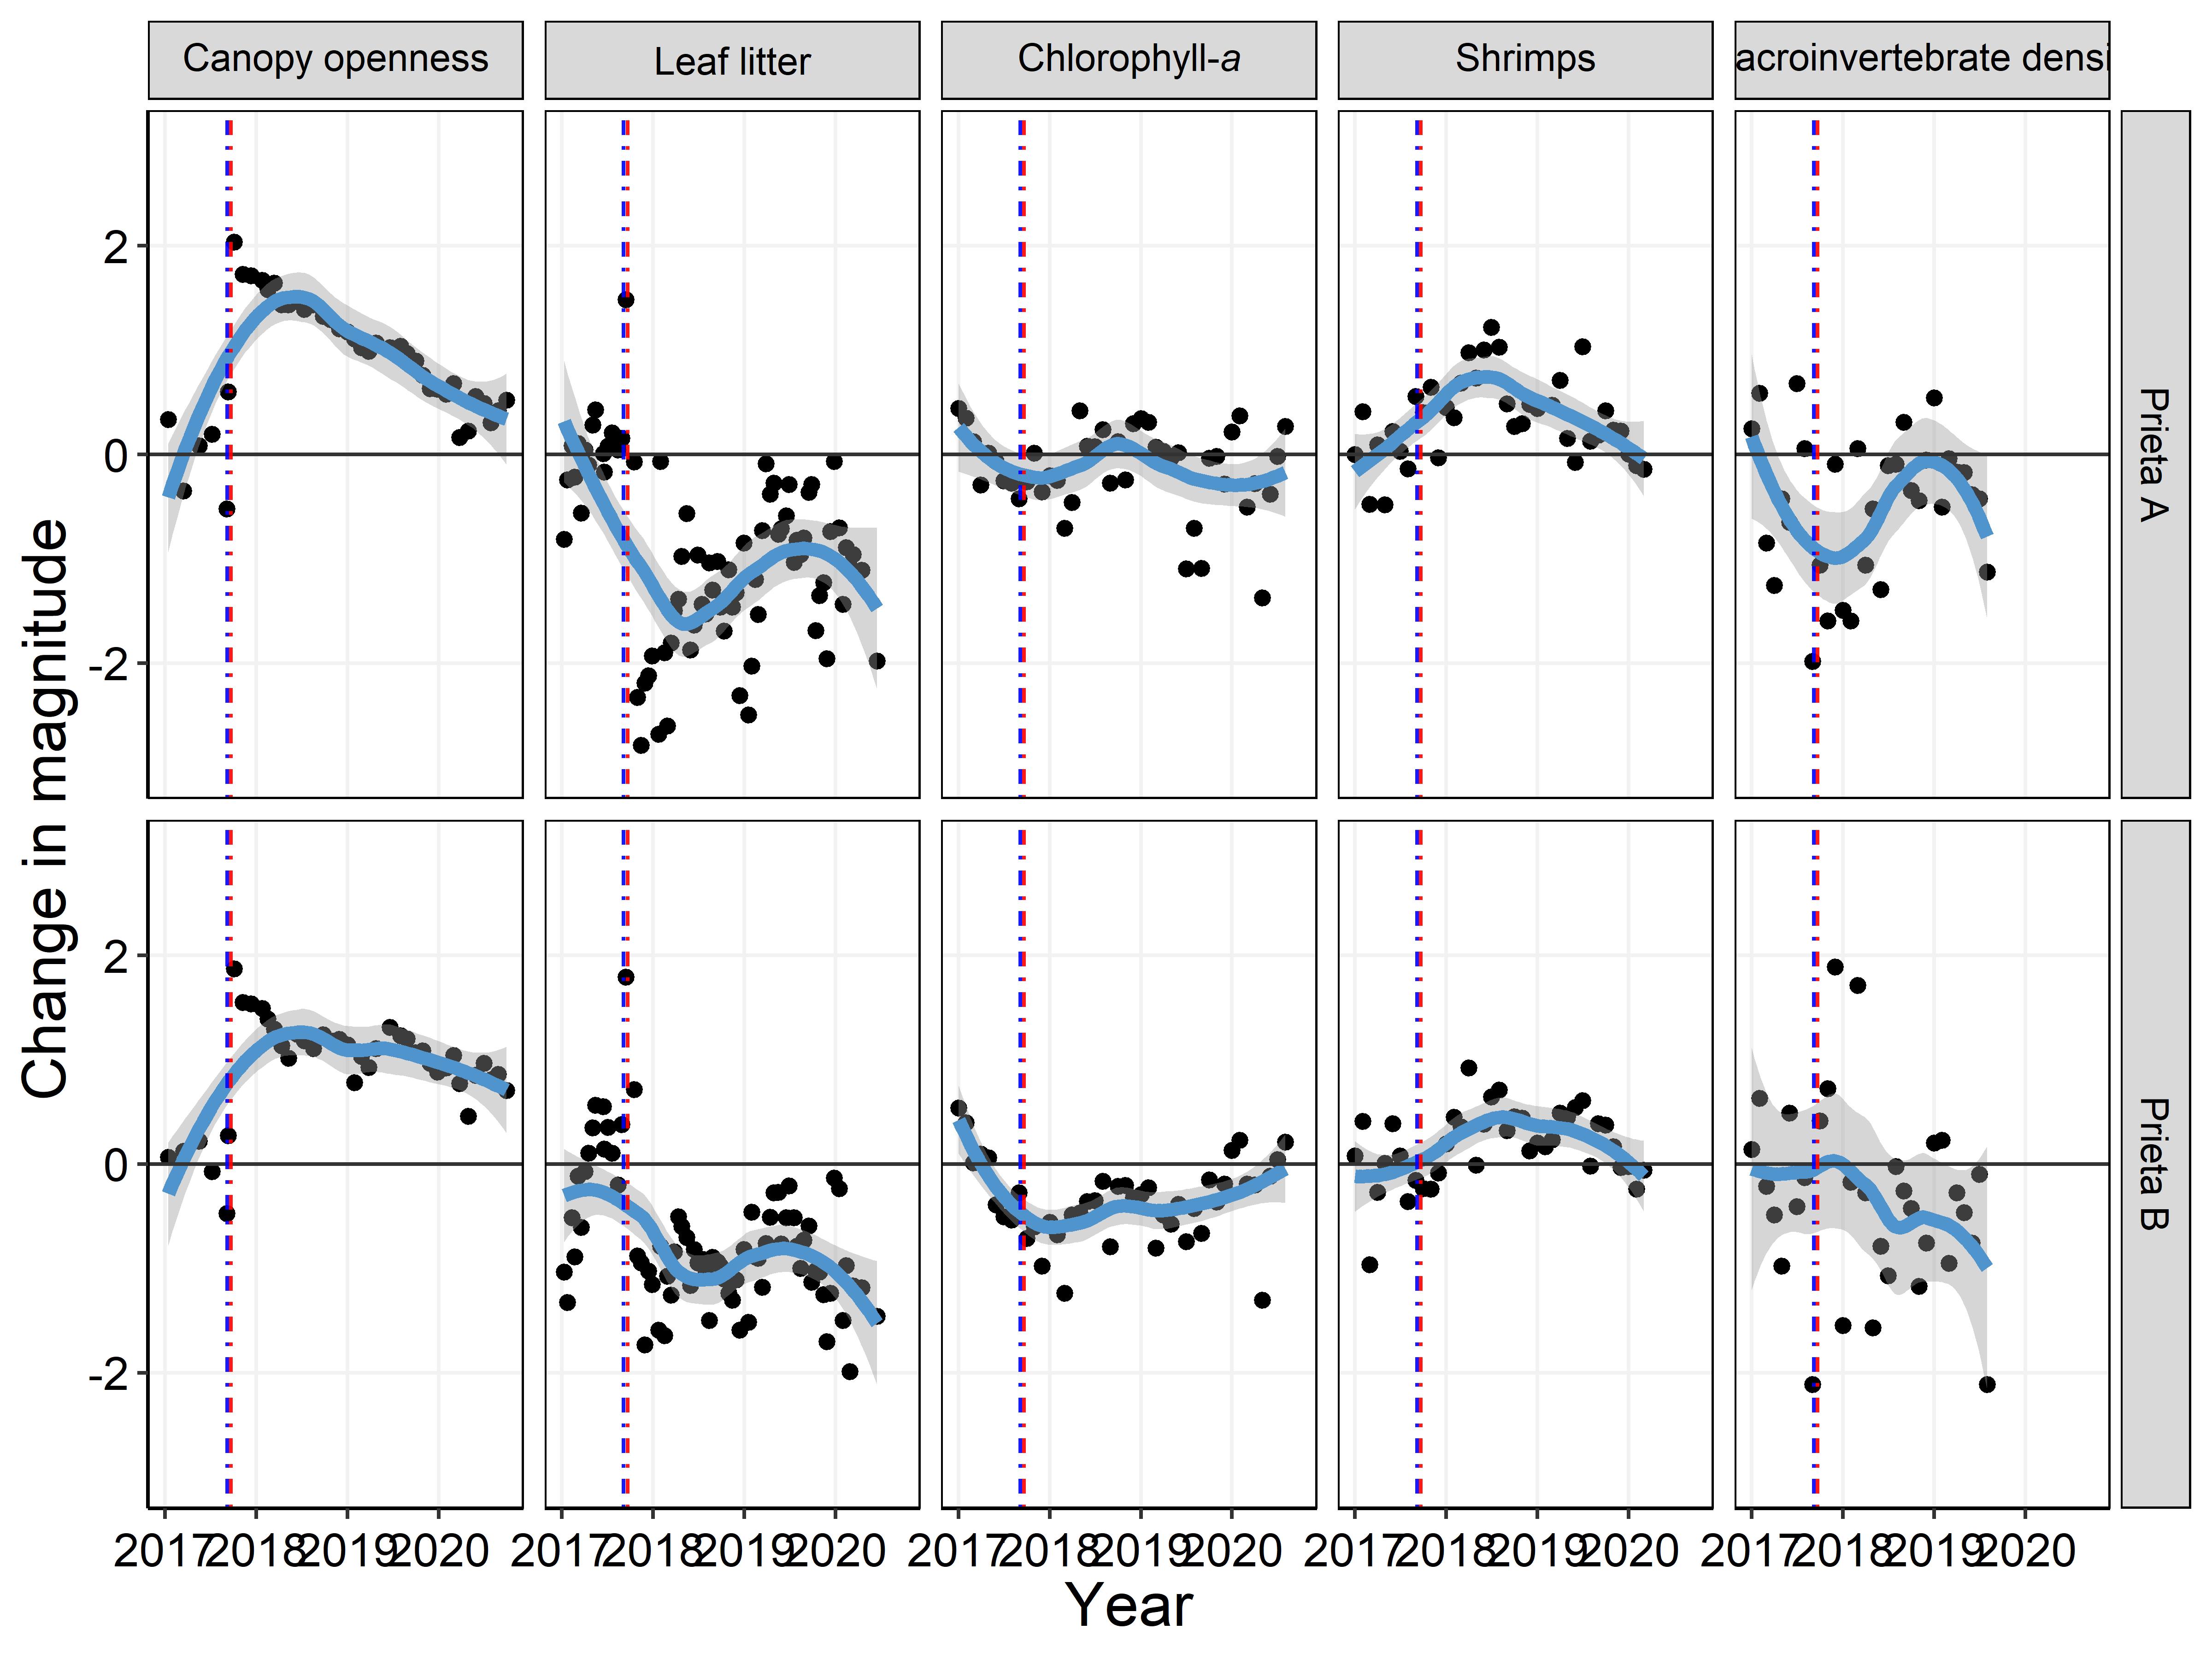 Canopy openness
Leaf litter
Chlorophyll-a
Shrimps
acroinvertebrate densi
Prieta A
Prieta B
Change in magnitude
2
0
-2
2
0
-2
2017 2018 2019 2020
2017 2018 2019 2020
2017 2018 2019 2020
2017 2018 2019 2020
2017 2018 2019 2020
Year